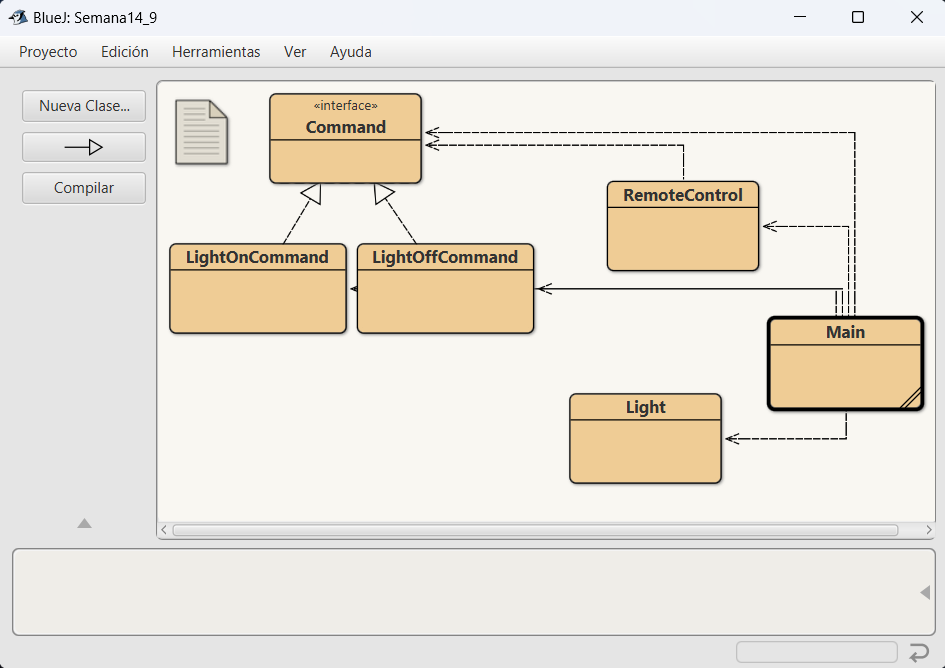 BlueJ: Semana14_9
Proyecto Edición Herramientas Ver Ayuda
Nueva Clase...
Compilar
«interface»
Command
RemoteControl
LightOnCommand
LightOffCommand
Main
Light